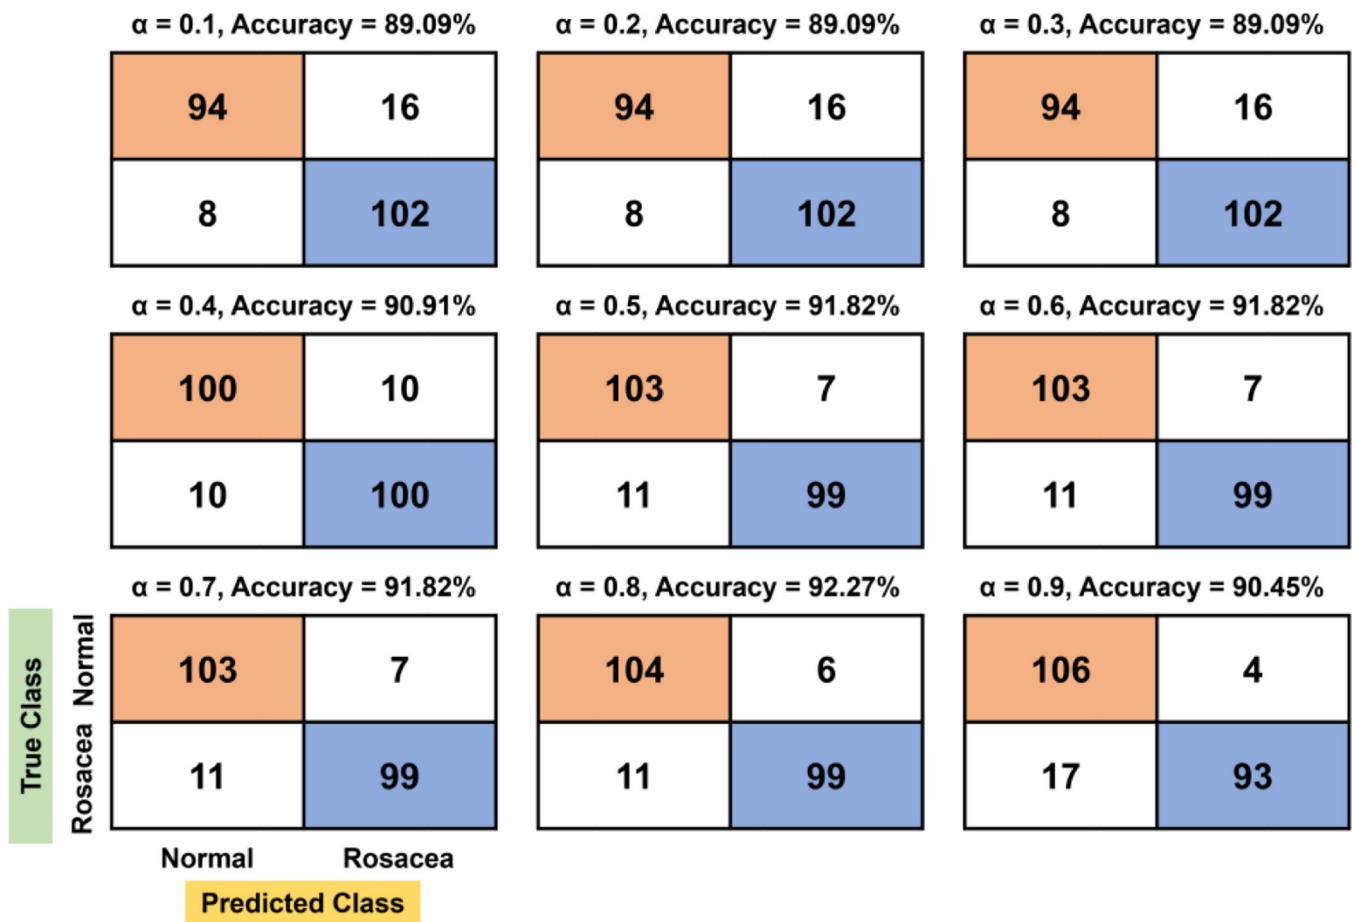 α = 0.1, Accuracy = 89.09%
94 16
8 102
α = 0.2, Accuracy = 89.09%
94 16
8 102
α = 0.3, Accuracy = 89.09%
94 16
8 102
α = 0.4, Accuracy = 90.91%
100 10
10 100
α = 0.5, Accuracy = 91.82%
103 7
11 99
α = 0.6, Accuracy = 91.82%
103 7
11 99
True Class
Rosacea Normal
α = 0.7, Accuracy = 91.82%
103 7
11 99
α = 0.8, Accuracy = 92.27%
104 6
11 99
α = 0.9, Accuracy = 90.45%
106 4
17 93
Normal Rosacea
Predicted Class